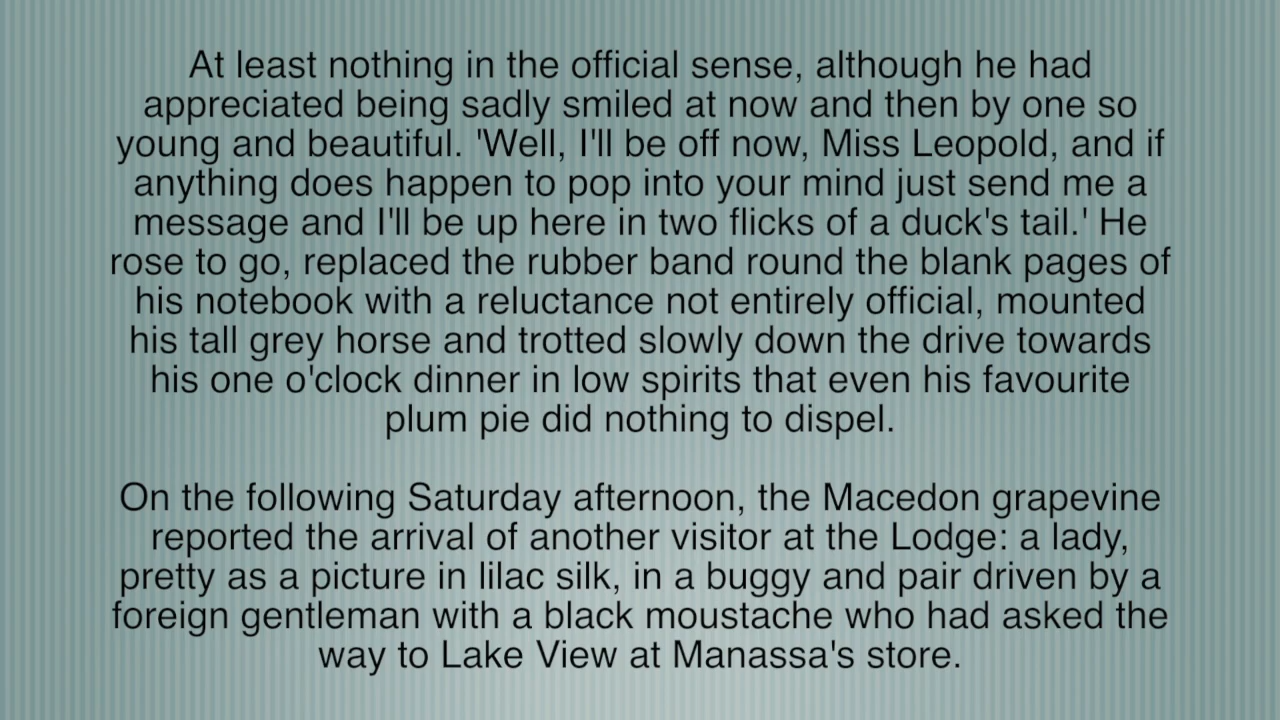 At least nothing in the official sense, although he had
appreciated being sadly smiled at now and then by one so
young and beautiful. 'Well, I'll be off now, Miss Leopold, and if
anything does happen to pop into your mind just send me a
message and I'll be up here in two flicks of a duck's tail.' He
rose to go, replaced the rubber band round the blank pages of
his notebook with a reluctance not entirely official, mounted
his tall grey horse and trotted slowly down the drive towards
his one o'clock dinner in low spirits that even his favourite
plum pie did nothing to dispel.
On the following Saturday afternoon, the Macedon grapevine
reported the arrival of another visitor at the Lodge: a lady,
pretty as a picture in lilac silk, in a buggy and pair driven by a
foreign gentleman with a black moustache who had asked the
way to Lake View at Manassa's store.